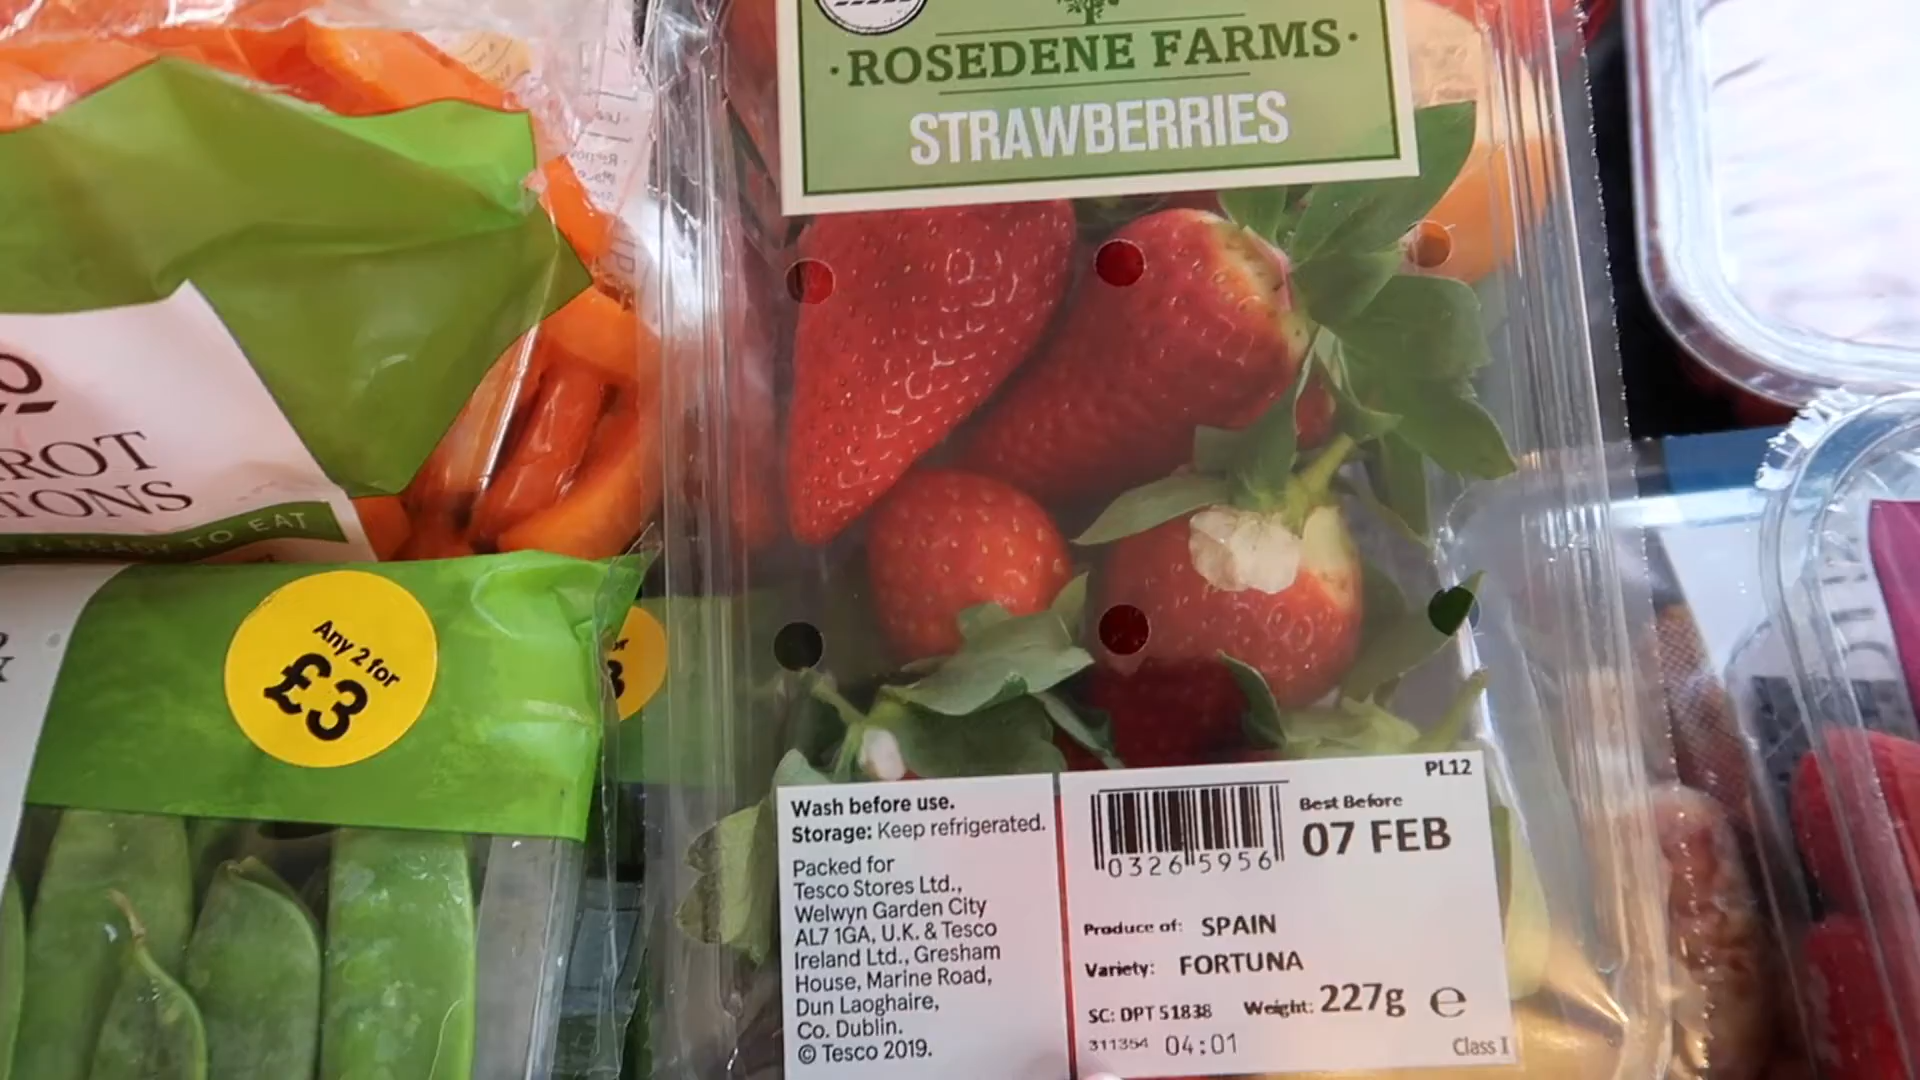 · ROSEDENE FARMS ·
STRAWBERRIES
ROT
TONS
READY TO EAT
Any 2 for
£3
Wash before use.
Storage: Keep refrigerated.
Packed for
Tesco Stores Ltd.,
Welwyn Garden City
AL7 1GA, U.K. & Tesco
Ireland Ltd., Gresham
House, Marine Road,
Dun Laoghaire,
Co. Dublin.
© Tesco 2019.
PL12
03265956
Best Before
07 FEB
Produce of: SPAIN
Variety: FORTUNA
SC: DPT 51838 Weight: 227g ℮
311354 04:01
Class I